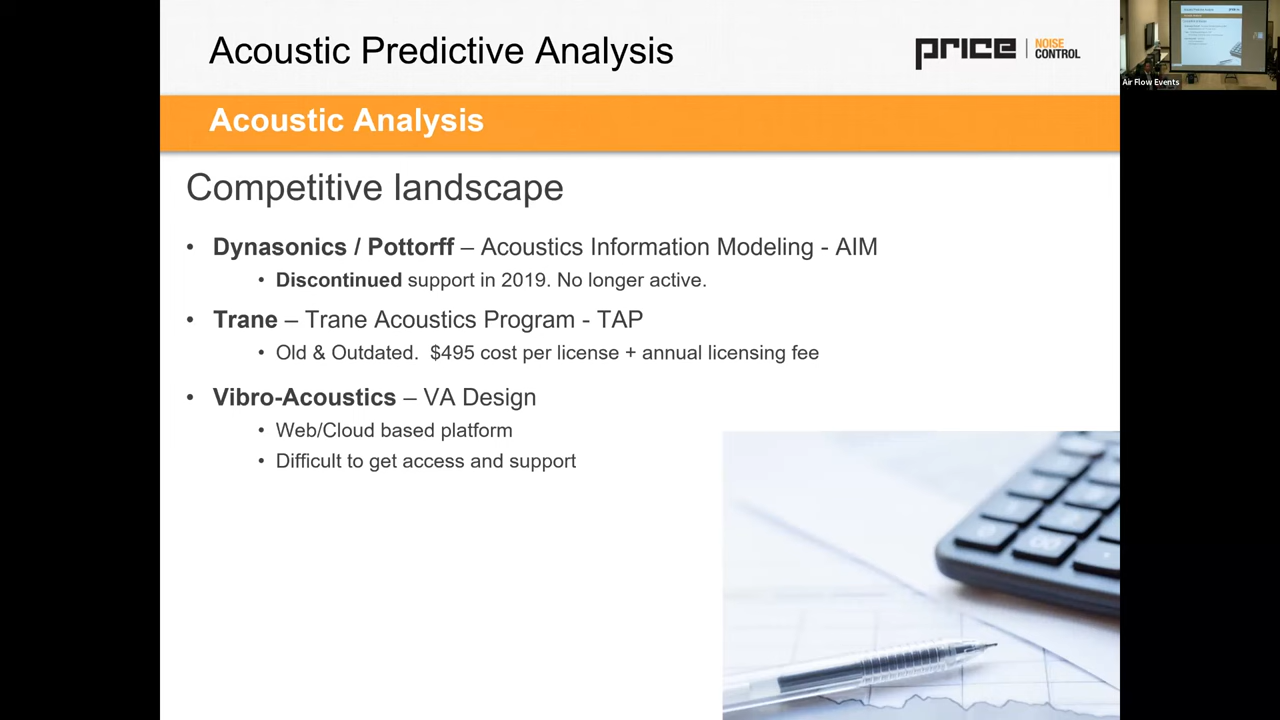 Acoustic Predictive Analysis
price | NOISE CONTROL
Air Flow Events
Acoustic Analysis
Competitive landscape
• Dynasonics / Pottorff – Acoustics Information Modeling - AIM
• Discontinued support in 2019. No longer active.
• Trane – Trane Acoustics Program - TAP
• Old & Outdated.  $495 cost per license + annual licensing fee
• Vibro-Acoustics – VA Design
• Web/Cloud based platform
• Difficult to get access and support